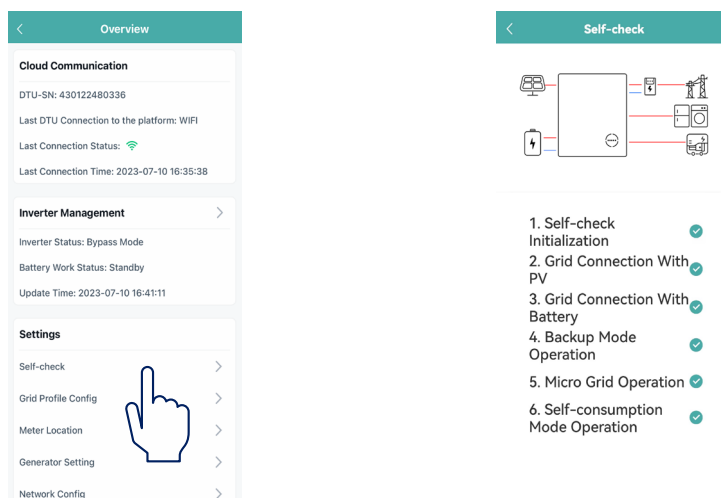 Overview
Cloud Communication
DTU-SN: 430122480336
Last DTU Connection to the platform: WIFI
Last Connection Status:
Last Connection Time: 2023-07-10 16:35:38
Inverter Management
Inverter Status: Bypass Mode
Battery Work Status: Standby
Update Time: 2023-07-10 16:41:11
Settings
Self-check
Grid Profile Config
Meter Location
Generator Setting
Network Config
Self-check
1. Self-check
Initialization
2. Grid Connection With
PV
3. Grid Connection With
Battery
4. Backup Mode
Operation
5. Micro Grid Operation
6. Self-consumption
Mode Operation